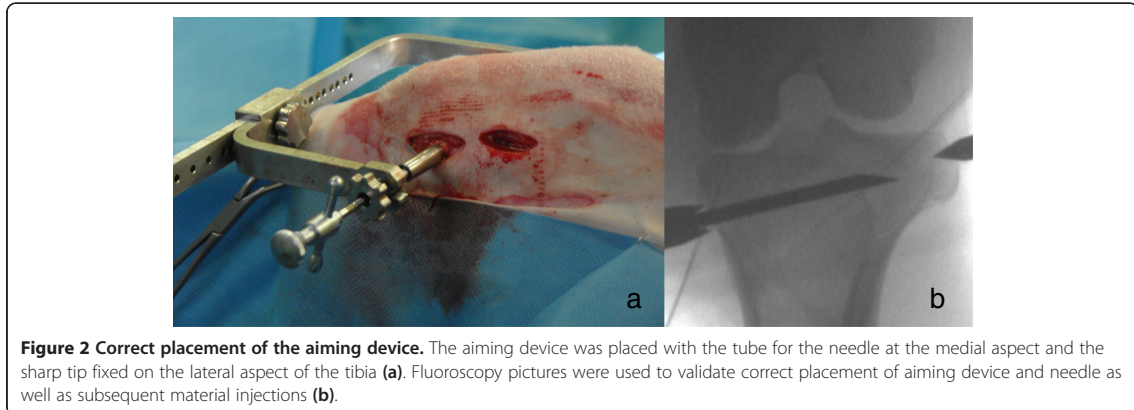 a
b
Figure 2 Correct placement of the aiming device. The aiming device was placed with the tube for the needle at the medial aspect and the
sharp tip fixed on the lateral aspect of the tibia (a). Fluoroscopy pictures were used to validate correct placement of aiming device and needle as
well as subsequent material injections (b).